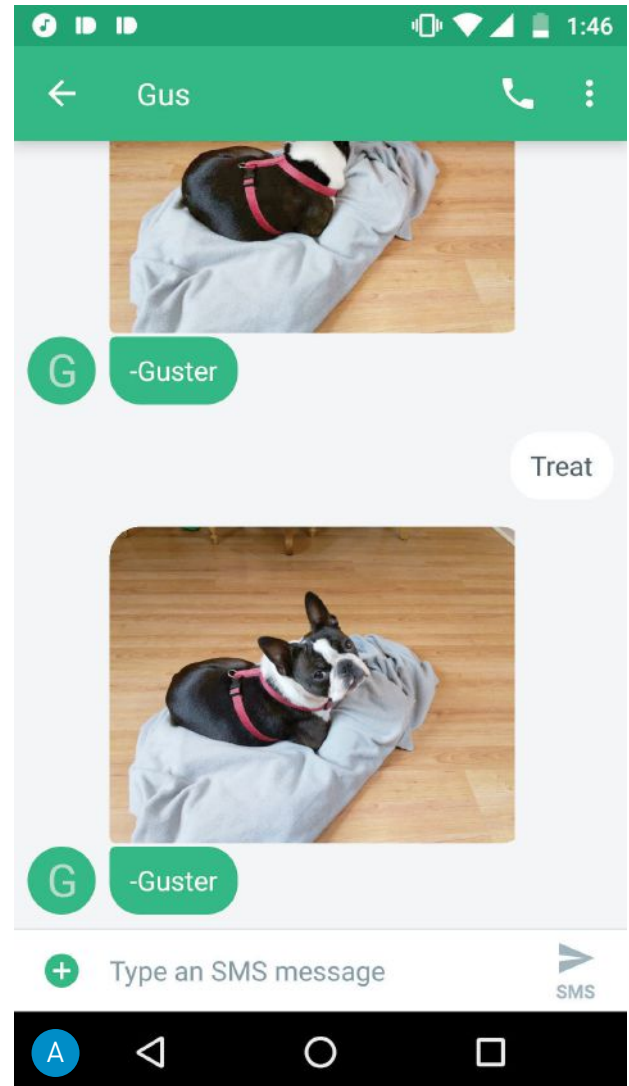 1:46
Gus
G
-Guster
Treat
G
-Guster
Type an SMS message
SMS
A